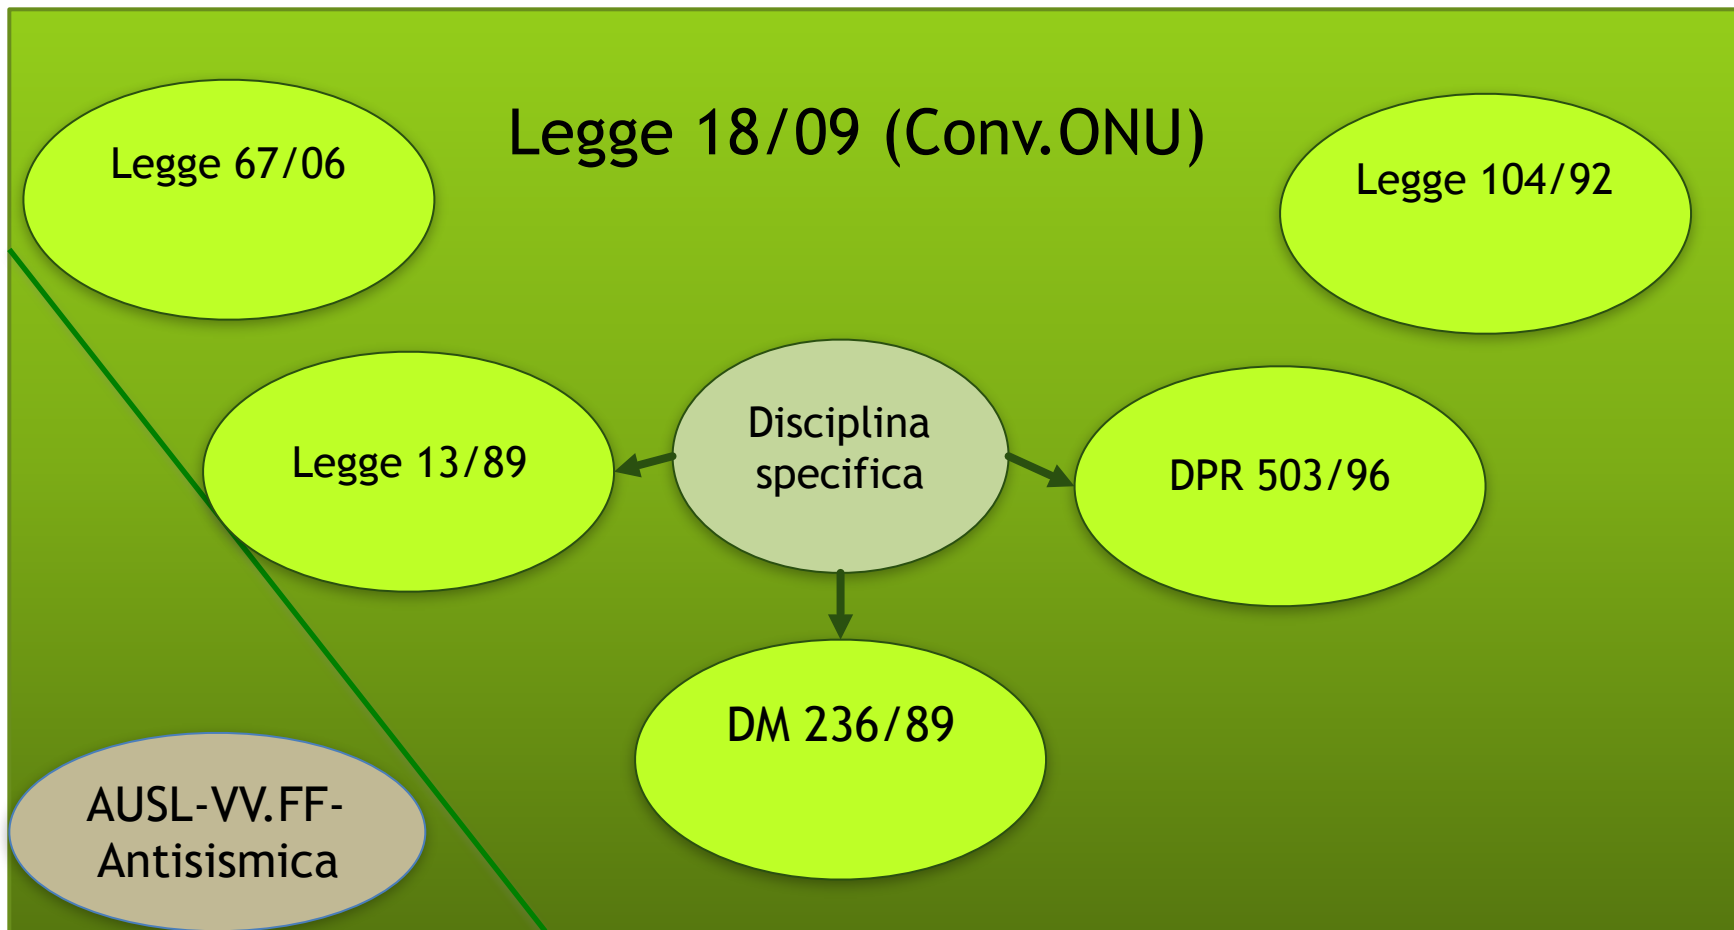 Legge 18/09 (Conv.ONU)
Legge 67/06
Legge 104/92
Disciplina
specifica
Legge 13/89
DPR 503/96
DM 236/89
AUSL-VV.FF-
Antisismica